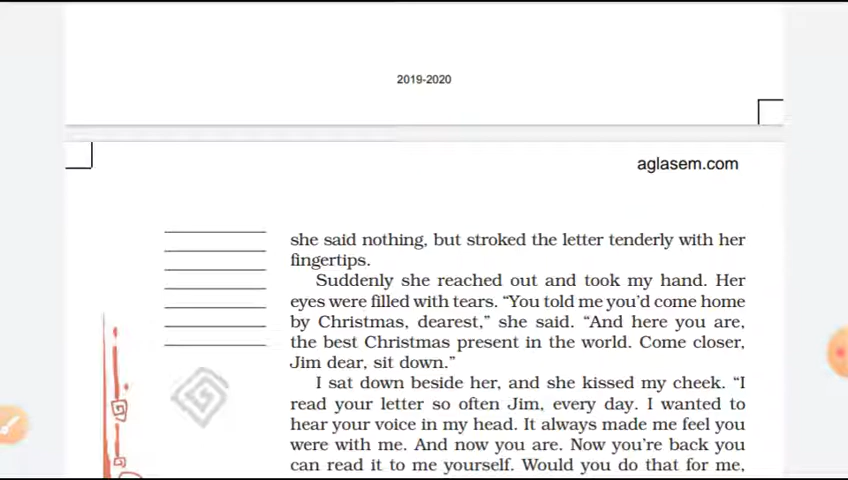 2019-2020
aglasem.com
she said nothing, but stroked the letter tenderly with her
fingertips.
Suddenly she reached out and took my hand. Her
eyes were filled with tears. “You told me you’d come home
by Christmas, dearest,” she said. “And here you are,
the best Christmas present in the world. Come closer,
Jim dear, sit down.”
I sat down beside her, and she kissed my cheek. “I
read your letter so often Jim, every day. I wanted to
hear your voice in my head. It always made me feel you
were with me. And now you are. Now you’re back you
can read it to me yourself. Would you do that for me,